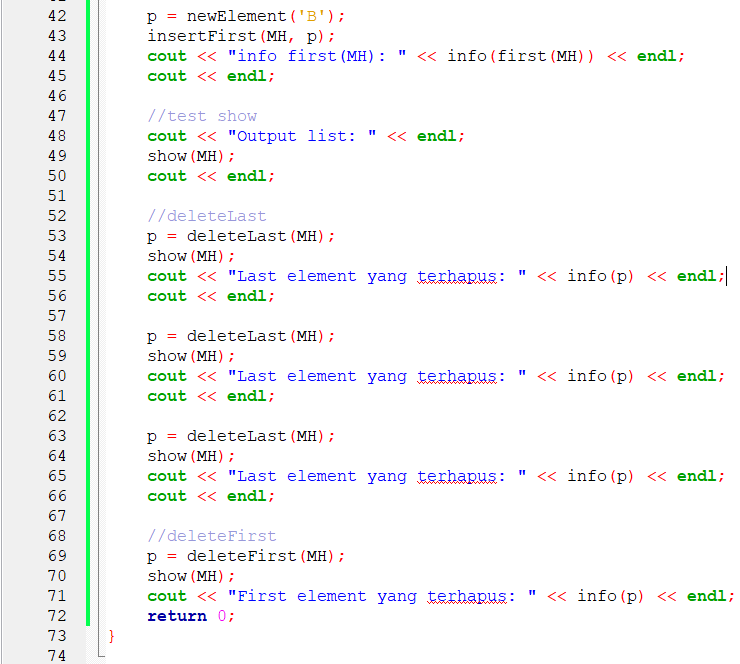 42 p = newElement('B');
43 insertFirst(MH, p);
44 cout << "info first(MH): " << info(first(MH)) << endl;
45 cout << endl;
46
47 //test show
48 cout << "Output list: " << endl;
49 show(MH);
50 cout << endl;
51
52 //deleteLast
53 p = deleteLast(MH);
54 show(MH);
55 cout << "Last element yang terhapus: " << info(p) << endl;
56 cout << endl;
57
58 p = deleteLast(MH);
59 show(MH);
60 cout << "Last element yang terhapus: " << info(p) << endl;
61 cout << endl;
62
63 p = deleteLast(MH);
64 show(MH);
65 cout << "Last element yang terhapus: " << info(p) << endl;
66 cout << endl;
67
68 //deleteFirst
69 p = deleteFirst(MH);
70 show(MH);
71 cout << "First element yang terhapus: " << info(p) << endl;
72 return 0;
73 }
74